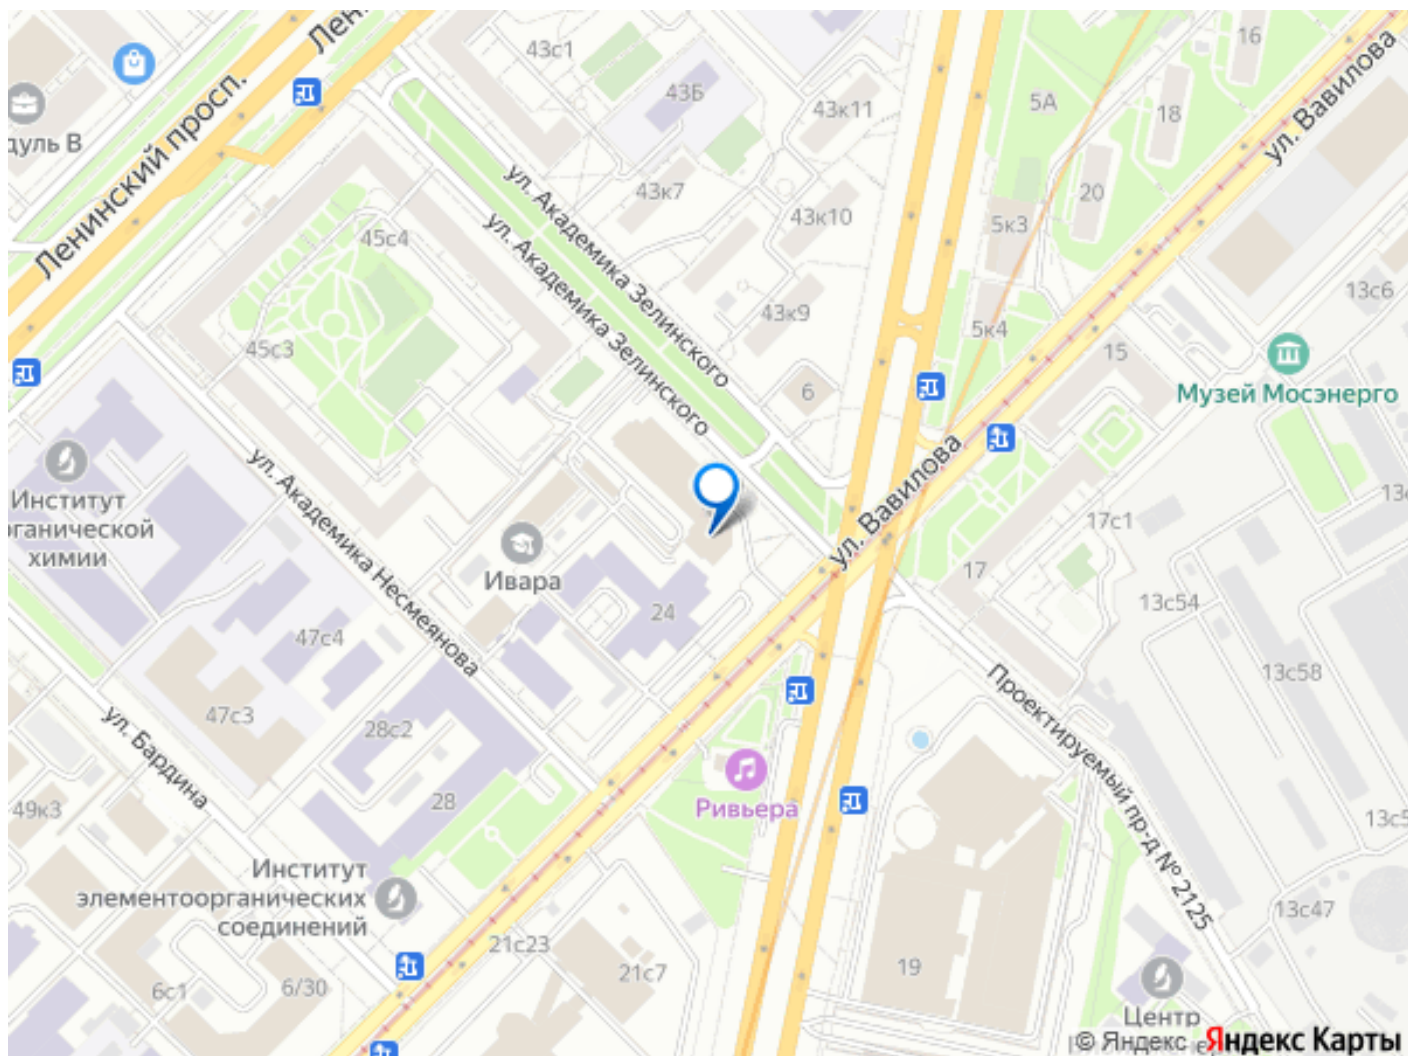 Ленинский просп.
43с1
43Б
43к11
16
5А
18
ул. Вавилова
дуль В
ул. Академика Зелинского
43к7
43к10
20
5к3
ул. Академика Зелинского
45с4
43к9
5к4
13с6
45с3
15
6
Музей Мосэнерго
ул. Вавилова
ул. Академика Несмеянова
Институт
рганической
химии
17с1
Ивара
17
13с54
24
47с4
13с58
Проектируемый пр-д № 2125
47с3
28с2
ул. Бардина
28
49к3
Ривьера
Институт
элементоорганических
соединений
21с23
13с47
6с1
6/30
21с7
19
Центр
© Яндекс Яндекс Карты